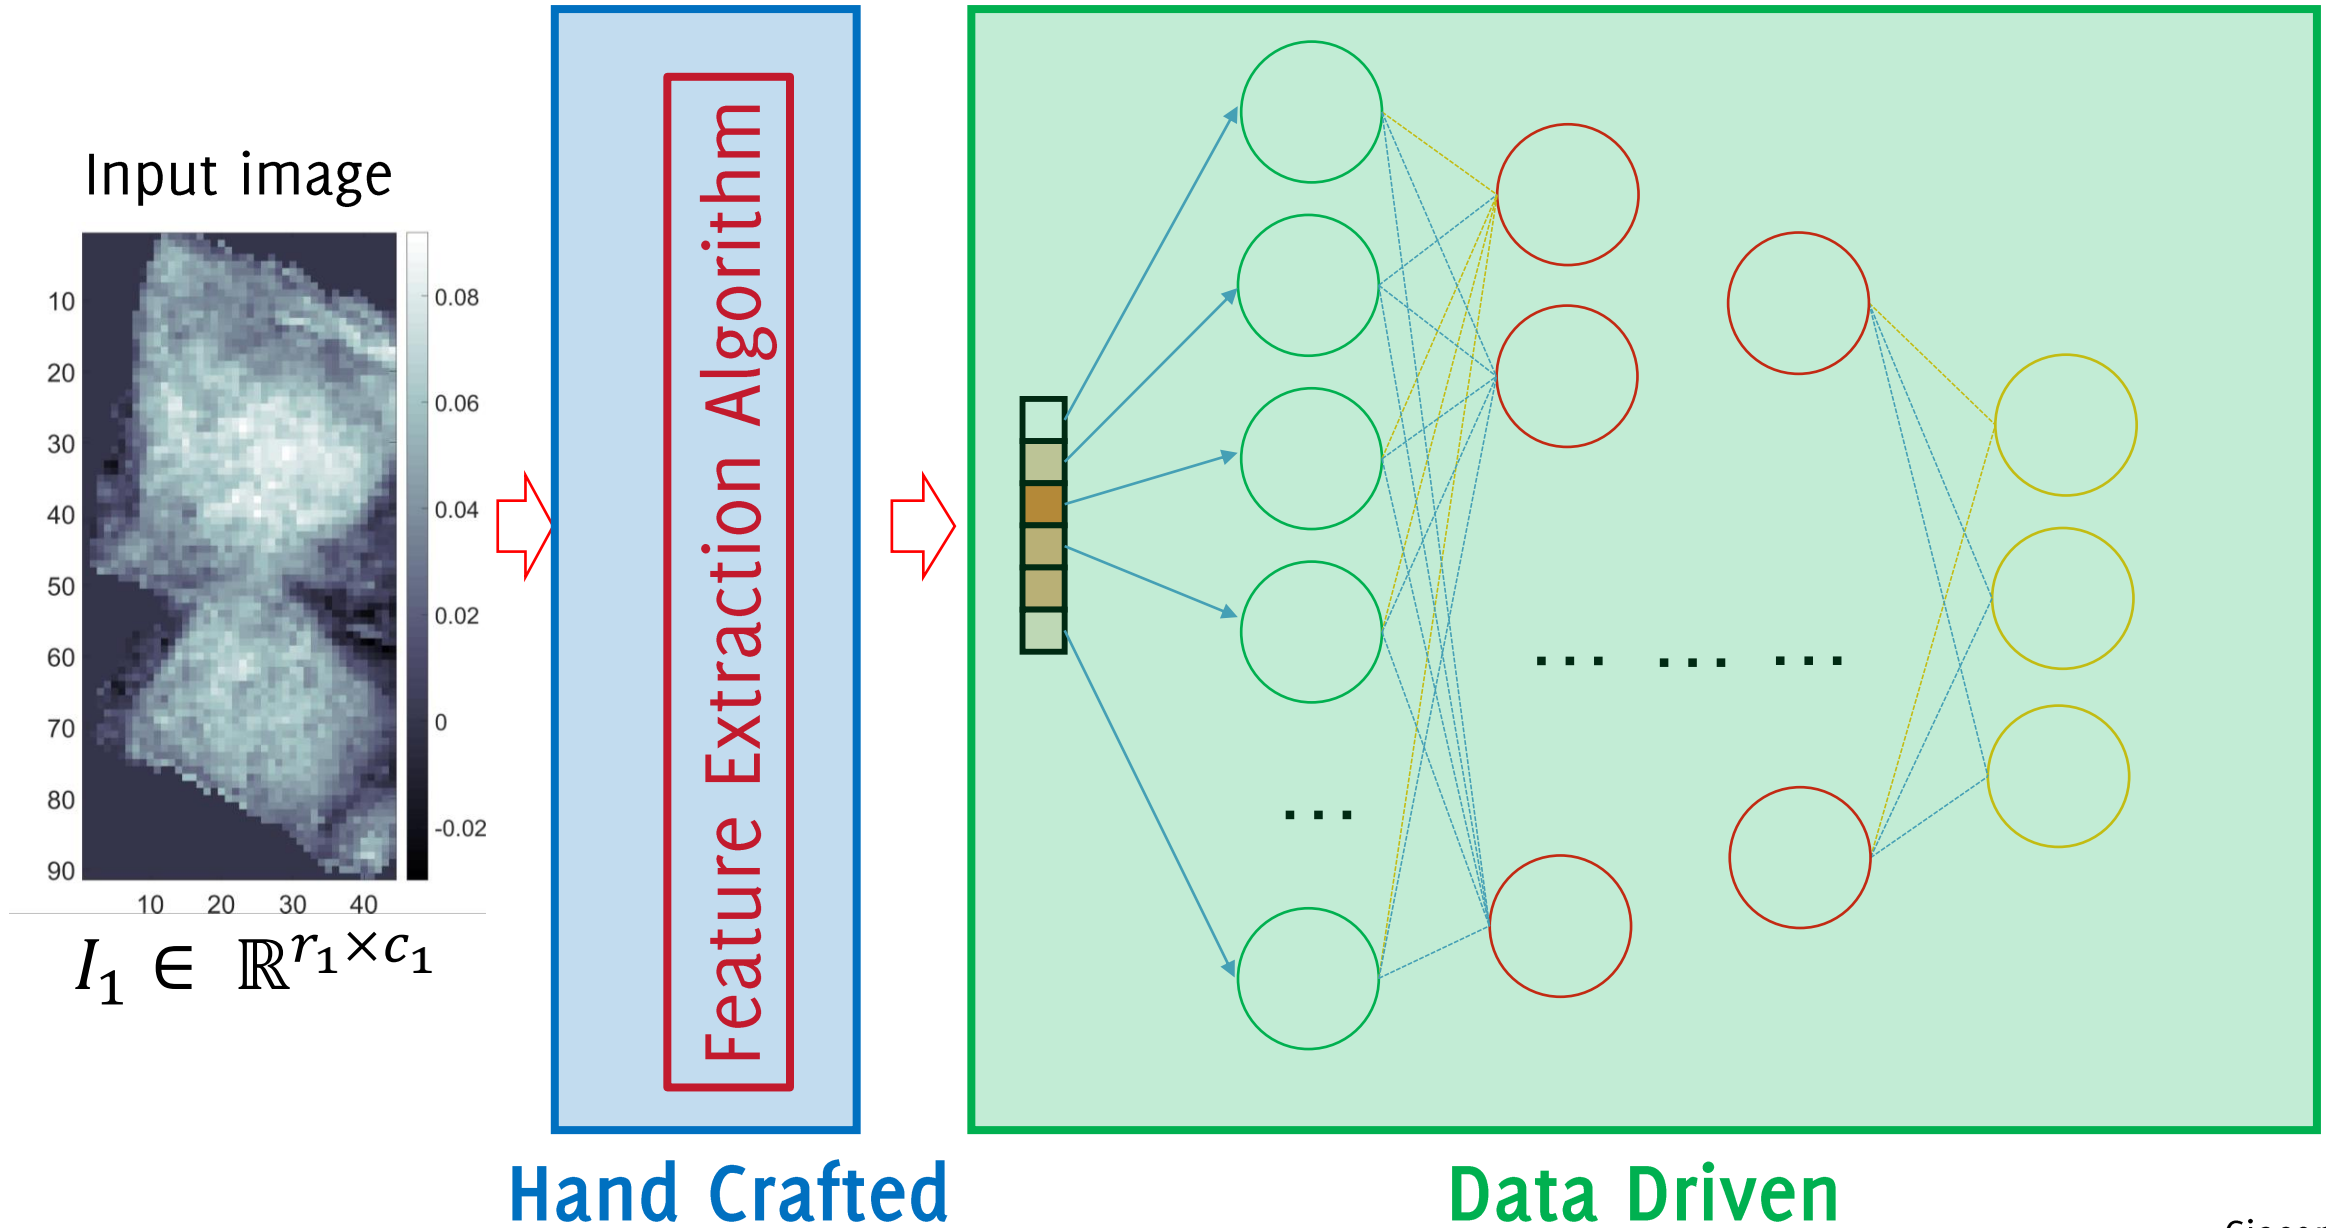 Input image
10
20
30
40
50
60
70
80
90
10 20 30 40
0.08
0.06
0.04
0.02
0
-0.02
I₁ ∈ ℝ^{r₁×c₁}
Feature Extraction Algorithm
... ... ...
...
Hand Crafted
Data Driven